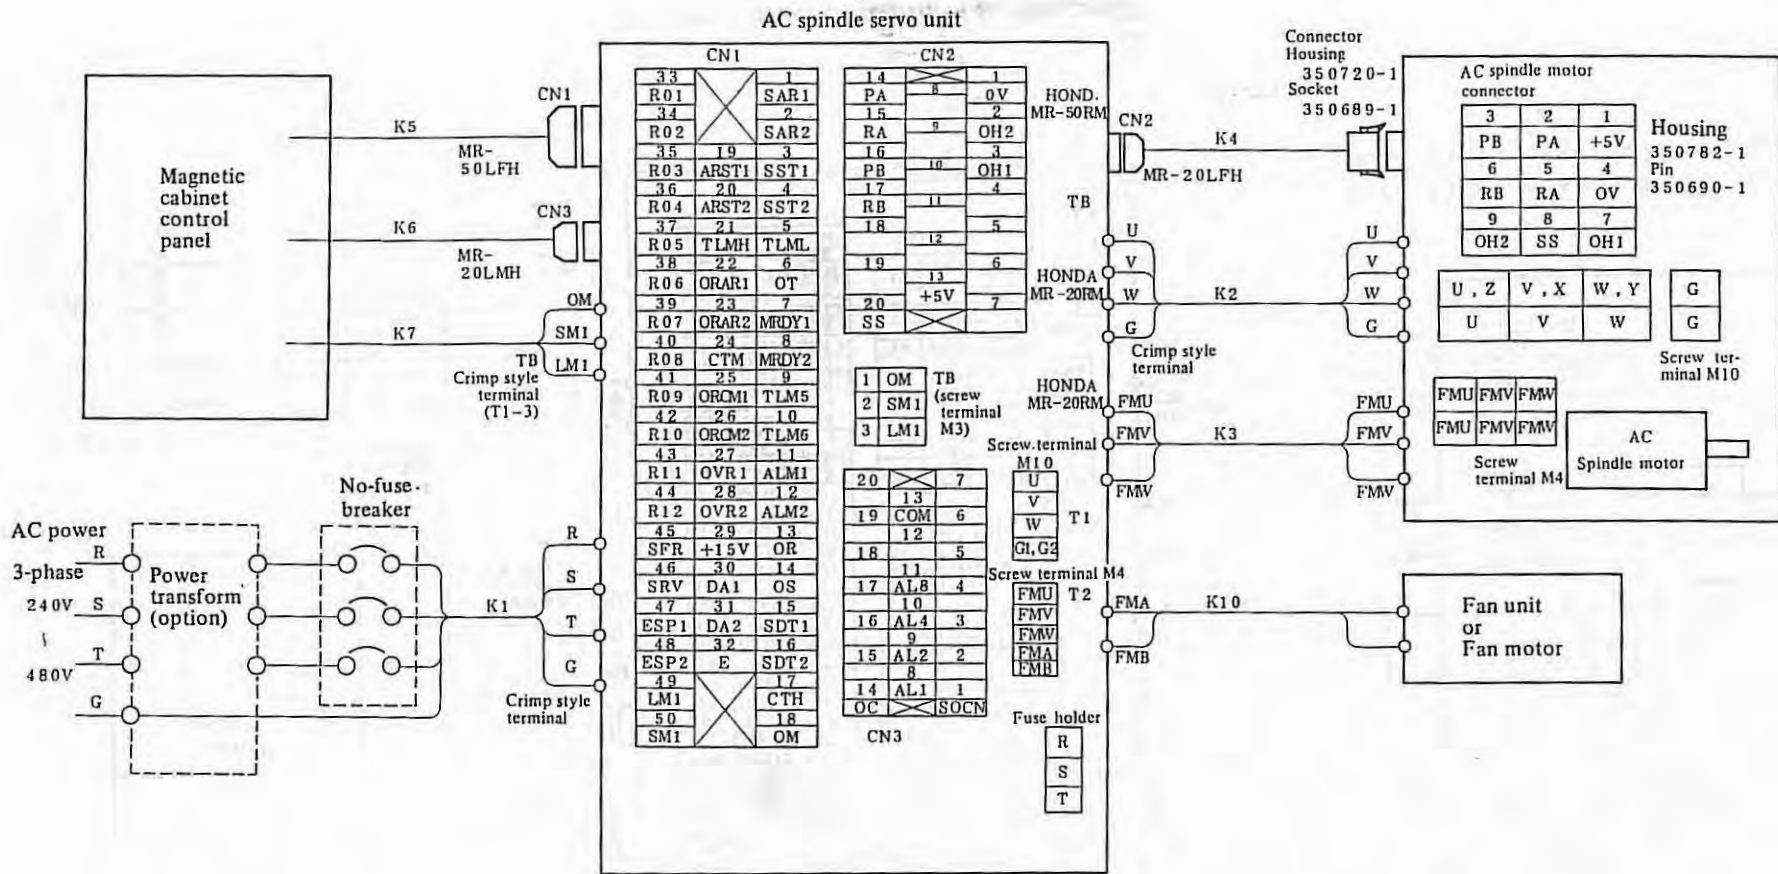 AC spindle servo unit
Magnetic
cabinet
control
panel
K5
MR-
50LFH
CN1
K6
MR-
20LMH
CN3
K7
OM
SM1
LM1
TB
Crimp style
terminal
(T1-3)
AC power
3-phase
240V
480V
R
S
T
G
Power
transform
(option)
No-fuse
breaker
K1
R
S
T
G
Crimp style
terminal
CN1
33 1
R01 SAR1
34 2
R02 SAR2
35 19 3
R03 ARST1 SST1
36 20 4
R04 ARST2 SST2
37 21 5
R05 TLMH TLML
38 22 6
R06 ORAR1 OT
39 23 7
R07 ORAR2 MRDY1
40 24 8
R08 CTM MRDY2
41 25 9
R09 ORCM1 TLM5
42 26 10
R10 ORCM2 TLM6
43 27 11
R11 OVR1 ALM1
44 28 12
R12 OVR2 ALM2
45 29 13
SFR +15V OR
46 30 14
SRV DA1 OS
47 31 15
ESP1 DA2 SDT1
48 32 16
ESP2 E SDT2
49 17
LM1 CTH
50 18
SM1 OM
CN2
14 1
PA 8 0V
15 2
RA 9 OH2
16 3
PB 10 OH1
17 4
RB 11
18 5
12
19 6
13
+5V
20 7
SS
HOND.
MR-50RM
TB
HONDA
MR-20RM
HONDA
MR-20RM
1 OM
2 SM1
3 LM1
TB
(screw
terminal
M3)
20 7
13
19 COM 6
12
18 5
11
17 AL8 4
10
16 AL4 3
9
15 AL2 2
8
14 AL1 1
OC SOCN
CN3
Screw terminal
M10
U
V
W
G1,G2
T1
Screw terminal M4
FMU
FMV
FMW
FMA
FMB
T2
Fuse holder
R
S
T
CN2
K4
MR-20LFH
Connector
Housing
350720-1
Socket
350689-1
U
V
W
G
K2
Crimp style
terminal
U
V
W
G
FMU
FMV
FMW
K3
FMU
FMV
FMW
FMA
FMB
K10
AC spindle motor
connector
3 2 1
PB PA +5V
6 5 4
RB RA OV
9 8 7
OH2 SS OH1
Housing
350782-1
Pin
350690-1
U,Z V,X W,Y
U V W
G
G
Screw ter-
minal M10
FMU FMV FMW
FMU FMV FMW
Screw
terminal M4
AC
Spindle motor
Fan unit
or
Fan motor